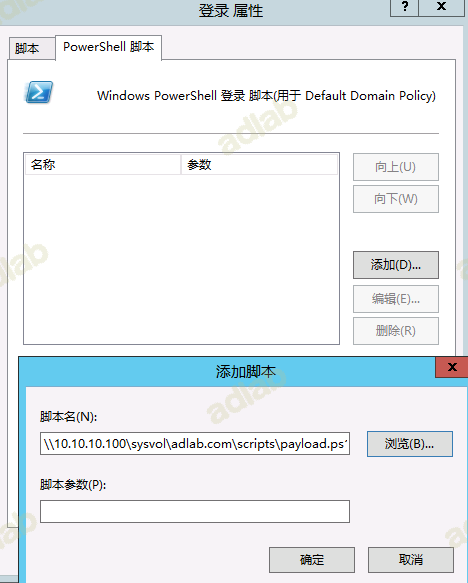 登录 属性
? x
脚本
PowerShell 脚本
Windows PowerShell 登录 脚本(用于 Default Domain Policy)
名称
参数
向上(U)
向下(W)
添加(D)...
编辑(E)...
删除(R)
添加脚本
x
脚本名(N):
\\10.10.10.100\sysvol\adlab.com\scripts\payload.ps1
浏览(B)...
脚本参数(P):
确定
取消
adlab
adlab
adlab
adlab